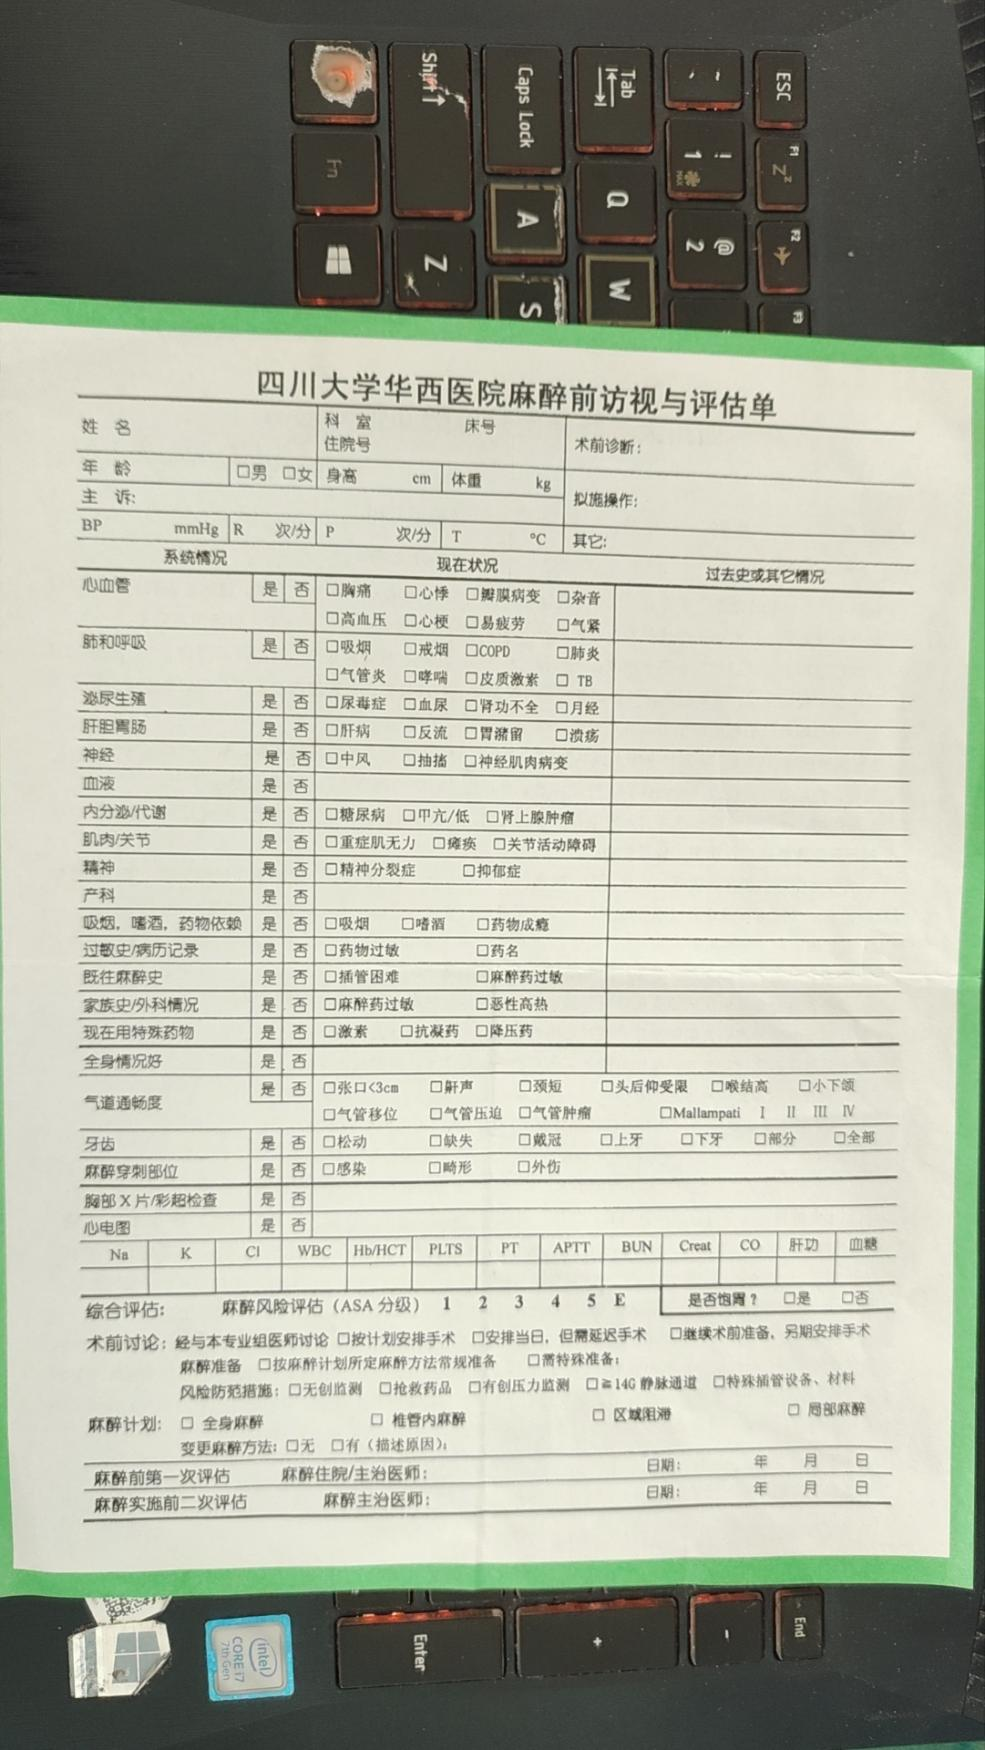 Shift
Caps Lock
Tab
ESC
F1
Zz
!
1
MAX
Fn
Q
A
@
2
F2
Z
W
S
F3
四川大学华西医院麻醉前访视与评估单
姓 名 科 室 床号 术前诊断:
住院号
年 龄 □男 □女 身高 cm 体重 kg
主 诉: 拟施操作:
BP mmHg R 次/分 P 次/分 T ℃ 其它:
系统情况 现在状况 过去史或其它情况
心血管 是 否 □胸痛 □心悸 □瓣膜病变 □杂音
□高血压 □心梗 □易疲劳 □气紧
肺和呼吸 是 否 □吸烟 □戒烟 □COPD □肺炎
□气管炎 □哮喘 □皮质激素 □ TB
泌尿生殖 是 否 □尿毒症 □血尿 □肾功不全 □月经
肝胆胃肠 是 否 □肝病 □反流 □胃潴留 □溃疡
神经 是 否 □中风 □抽搐 □神经肌肉病变
血液 是 否
内分泌/代谢 是 否 □糖尿病 □甲亢/低 □肾上腺肿瘤
肌肉/关节 是 否 □重症肌无力 □瘫痪 □关节活动障碍
精神 是 否 □精神分裂症 □抑郁症
产科 是 否
吸烟，嗜酒，药物依赖 是 否 □吸烟 □嗜酒 □药物成瘾
过敏史/病历记录 是 否 □药物过敏 □药名
既往麻醉史 是 否 □插管困难 □麻醉药过敏
家族史/外科情况 是 否 □麻醉药过敏 □恶性高热
现在用特殊药物 是 否 □激素 □抗凝药 □降压药
全身情况好 是 否
气道通畅度 是 否 □张口<3cm □鼾声 □颈短 □头后仰受限 □喉结高 □小下颌
□气管移位 □气管压迫 □气管肿瘤 □Mallampati Ⅰ Ⅱ Ⅲ Ⅳ
牙齿 是 否 □松动 □缺失 □戴冠 □上牙 □下牙 □部分 □全部
麻醉穿刺部位 是 否 □感染 □畸形 □外伤
胸部 X 片/彩超检查 是 否
心电图 是 否
Na K Cl WBC Hb/HCT PLTS PT APTT BUN Creat CO 肝功 血糖
综合评估: 麻醉风险评估（ASA 分级） 1 2 3 4 5 E 是否饱胃？ □是 □否
术前讨论: 经与本专业组医师讨论 □按计划安排手术 □安排当日，但需延迟手术 □继续术前准备，另期安排手术
麻醉准备 □按麻醉计划所定麻醉方法常规准备 □需特殊准备:
风险防范措施: □无创监测 □抢救药品 □有创压力监测 □≧14G 静脉通道 □特殊插管设备、材料
麻醉计划: □ 全身麻醉 □ 椎管内麻醉 □ 区域阻滞 □ 局部麻醉
变更麻醉方法: □无 □有（描述原因）:
麻醉前第一次评估 麻醉住院/主治医师: 日期: 年 月 日
麻醉实施前二次评估 麻醉主治医师: 日期: 年 月 日
intel
CORE i7
7th Gen
Enter
+
-
End